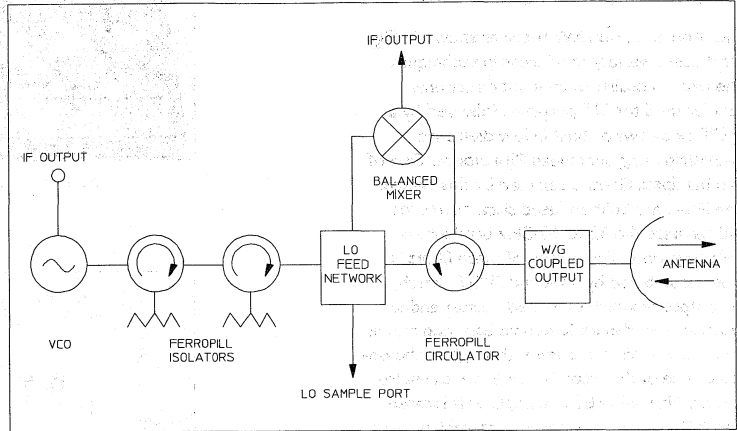 IF OUTPUT
IF OUTPUT
BALANCED
MIXER
LO
FEED
NETWORK
W/G
COUPLED
OUTPUT
ANTENNA
VCO
FERROPILL
ISOLATORS
FERROPILL
CIRCULATOR
LO SAMPLE PORT